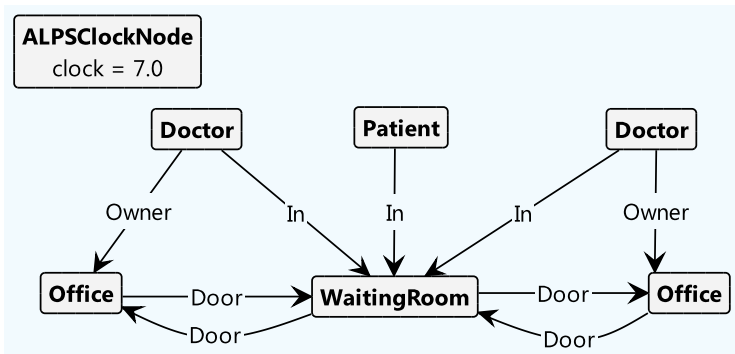 ALPSClockNode
clock = 7.0
Doctor
Patient
Doctor
Owner
In
In
In
Owner
Office
Door
WaitingRoom
Door
Office
Door
Door